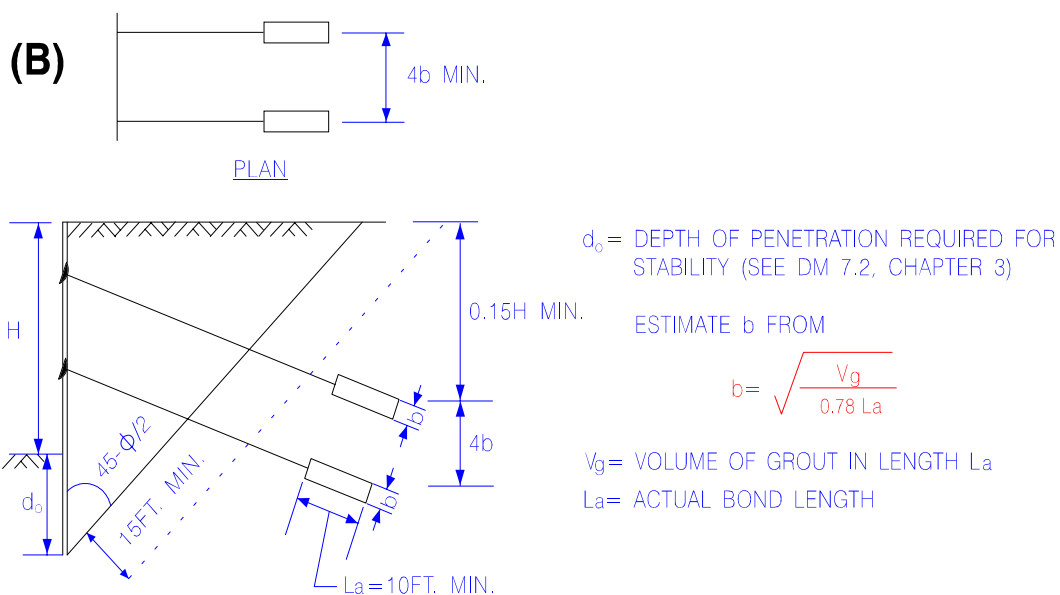 (B)
4b MIN.
PLAN
H
0.15H MIN.
4b
b
b
45-ϕ/2
15FT. MIN.
dₒ
La=10FT. MIN.
dₒ= DEPTH OF PENETRATION REQUIRED FOR
STABILITY (SEE DM 7.2, CHAPTER 3)
ESTIMATE b FROM
b= √(Vg / 0.78 La)
Vg= VOLUME OF GROUT IN LENGTH La
La= ACTUAL BOND LENGTH